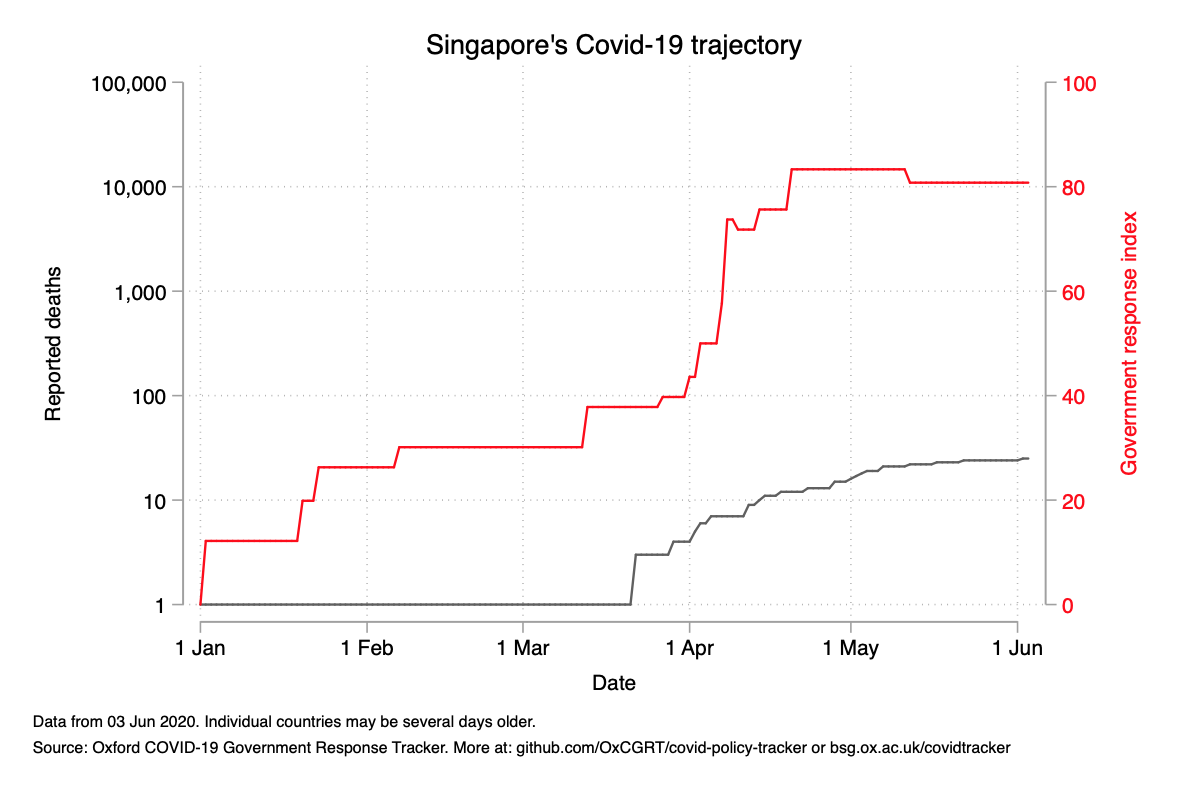 Singapore's Covid-19 trajectory
100,000
10,000
1,000
100
10
1
Reported deaths
100
80
60
40
20
0
Government response index
1 Jan
1 Feb
1 Mar
1 Apr
1 May
1 Jun
Date
Data from 03 Jun 2020. Individual countries may be several days older.
Source: Oxford COVID-19 Government Response Tracker. More at: github.com/OxCGRT/covid-policy-tracker or bsg.ox.ac.uk/covidtracker